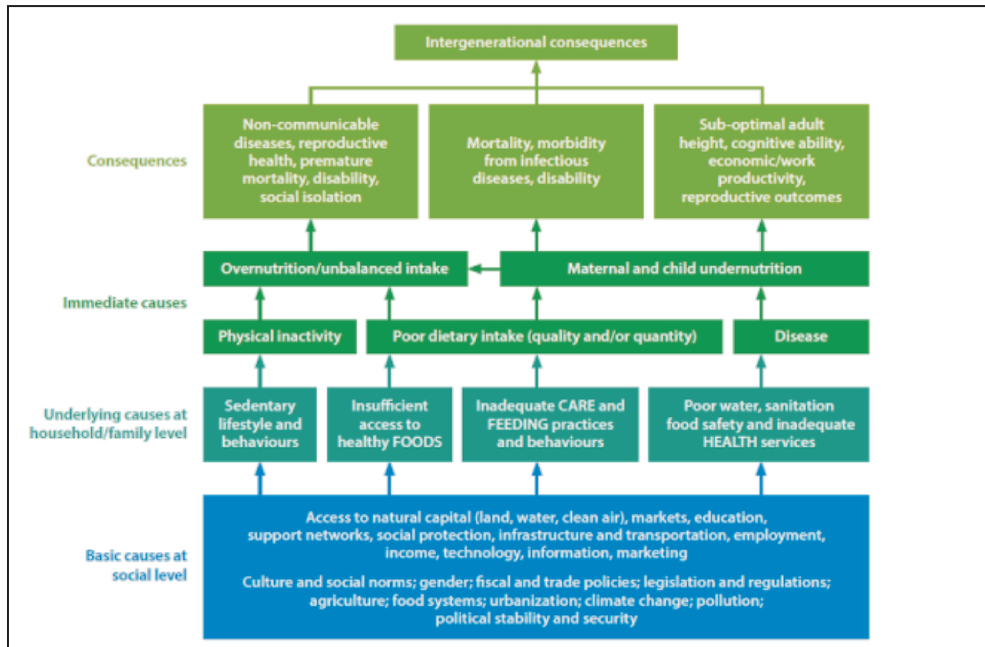 Intergenerational consequences
Consequences
Non-communicable
diseases, reproductive
health, premature
mortality, disability,
social isolation
Mortality, morbidity
from infectious
diseases, disability
Sub-optimal adult
height, cognitive ability,
economic/work
productivity,
reproductive outcomes
Immediate causes
Overnutrition/unbalanced intake
Maternal and child undernutrition
Physical inactivity
Poor dietary intake (quality and/or quantity)
Disease
Underlying causes at
household/family level
Sedentary
lifestyle and
behaviours
Insufficient
access to
healthy FOODS
Inadequate CARE and
FEEDING practices
and behaviours
Poor water, sanitation
food safety and inadequate
HEALTH services
Basic causes at
social level
Access to natural capital (land, water, clean air), markets, education,
support networks, social protection, infrastructure and transportation, employment,
income, technology, information, marketing
Culture and social norms; gender; fiscal and trade policies; legislation and regulations;
agriculture; food systems; urbanization; climate change; pollution;
political stability and security